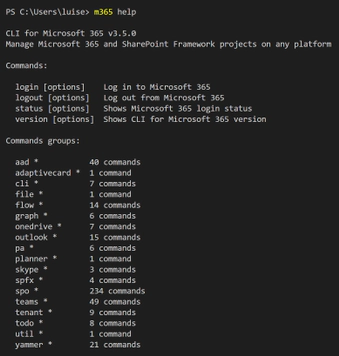 PS C:\Users\luise> m365 help
CLI for Microsoft 365 v3.5.0
Manage Microsoft 365 and SharePoint Framework projects on any platform
Commands:
login [options]    Log in to Microsoft 365
logout [options]   Log out from Microsoft 365
status [options]   Shows Microsoft 365 login status
version [options]  Shows CLI for Microsoft 365 version
Commands groups:
aad *           40 commands
adaptivecard *  1 command
cli *           7 commands
file *          1 command
flow *          14 commands
graph *         6 commands
onedrive *      7 commands
outlook *       15 commands
pa *            6 commands
planner *       1 command
skype *         3 commands
spfx *          4 commands
spo *           234 commands
teams *         49 commands
tenant *        9 commands
todo *          8 commands
util *          1 command
yammer *        21 commands